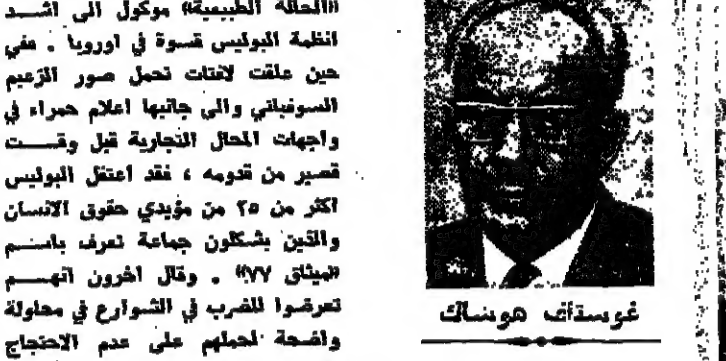 «الحالة الطبيعية» موكول الى اشد
انظمة البوليس قسوة في اوروبا . ففي
حين علقت لافتات تحمل صور الزعيم
السوفياتي والى جانبها اعلام حمراء في
واجهات المحال التجارية قبل وقت
قصير من قدومه ، فقد اعتقل البوليس
اكثر من ٢٥ من مؤيدي حقوق الانسان
والذين يشكلون جماعة تعرف باسم
«الميثاق ٧٧» . وقال اخرون انهم
تعرضوا للضرب في الشوارع في محاولة
واضحة لحملهم على عدم الاحتجاج
غوستاف هوساك